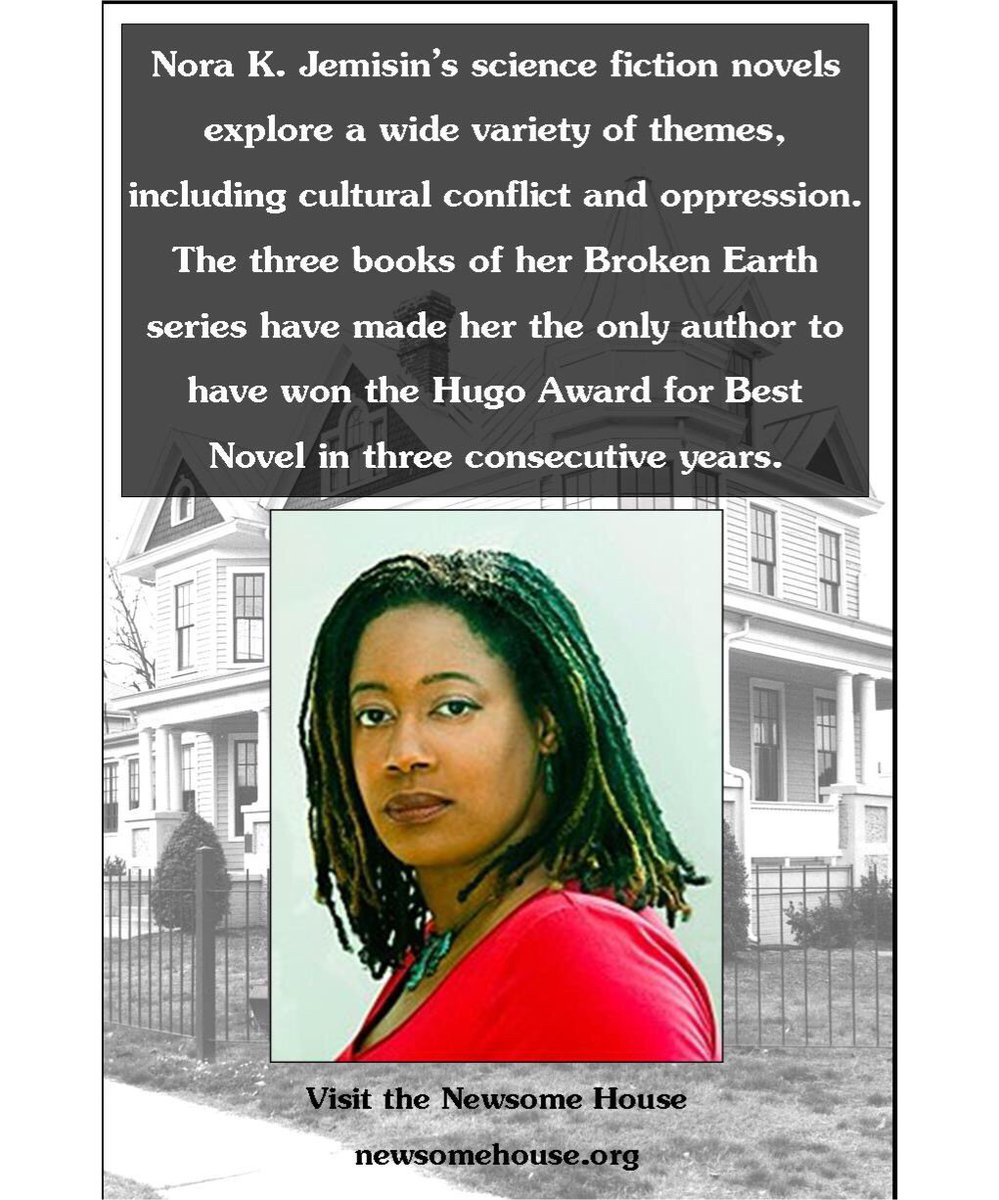 Nora K. Jemisin's science fiction novels
explore a wide variety of themes,
including cultural conflict and oppression.
The three books of her Broken Earth
series have made her the only author to
have won the Hugo Award for Best
Novel in three consecutive years.
Visit the Newsome House
newsomehouse.org